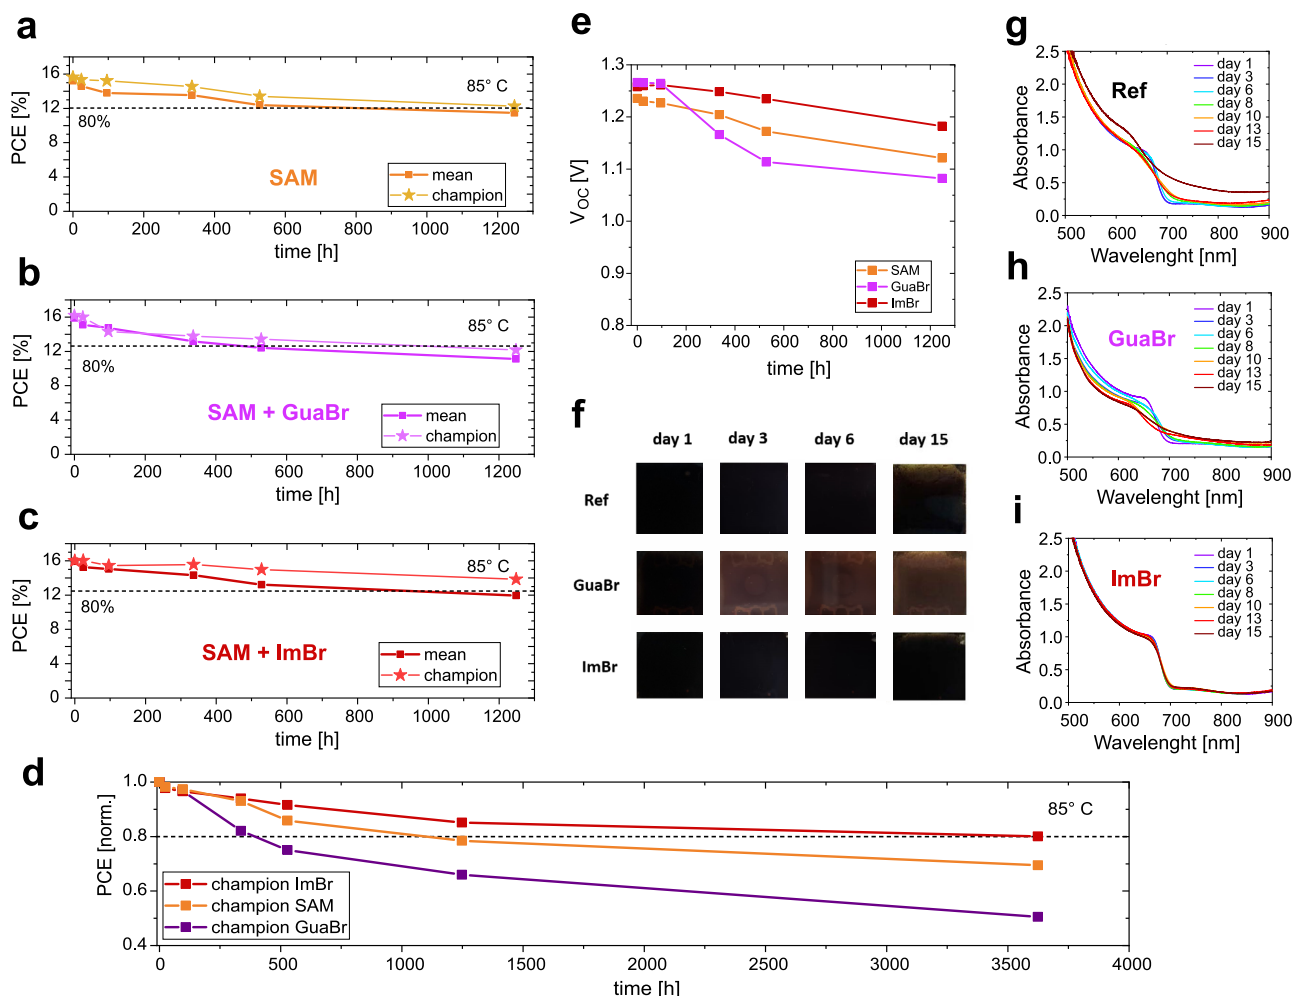 a
PCE [%]
16
12
8
4
0
85° C
80%
SAM
mean
champion
0 200 400 600 800 1000 1200
time [h]
b
PCE [%]
16
12
8
4
0
85° C
80%
SAM + GuaBr
mean
champion
0 200 400 600 800 1000 1200
time [h]
c
PCE [%]
16
12
8
4
0
85° C
80%
SAM + ImBr
mean
champion
0 200 400 600 800 1000 1200
time [h]
d
PCE [norm.]
1.0
0.8
0.6
0.4
85° C
champion ImBr
champion SAM
champion GuaBr
0 500 1000 1500 2000 2500 3000 3500 4000
time [h]
e
VOC [V]
1.3
1.2
1.1
1.0
0.9
0.8
SAM
GuaBr
ImBr
0 200 400 600 800 1000 1200
time [h]
f
day 1 day 3 day 6 day 15
Ref
GuaBr
ImBr
g
Absorbance
2.5
2.0
1.5
1.0
0.5
0.0
Ref
day 1
day 3
day 6
day 8
day 10
day 13
day 15
500 600 700 800 900
Wavelenght [nm]
h
Absorbance
2.5
2.0
1.5
1.0
0.5
0.0
GuaBr
day 1
day 3
day 6
day 8
day 10
day 13
day 15
500 600 700 800 900
Wavelenght [nm]
i
Absorbance
2.5
2.0
1.5
1.0
0.5
0.0
ImBr
day 1
day 3
day 6
day 8
day 10
day 13
day 15
500 600 700 800 900
Wavelenght [nm]